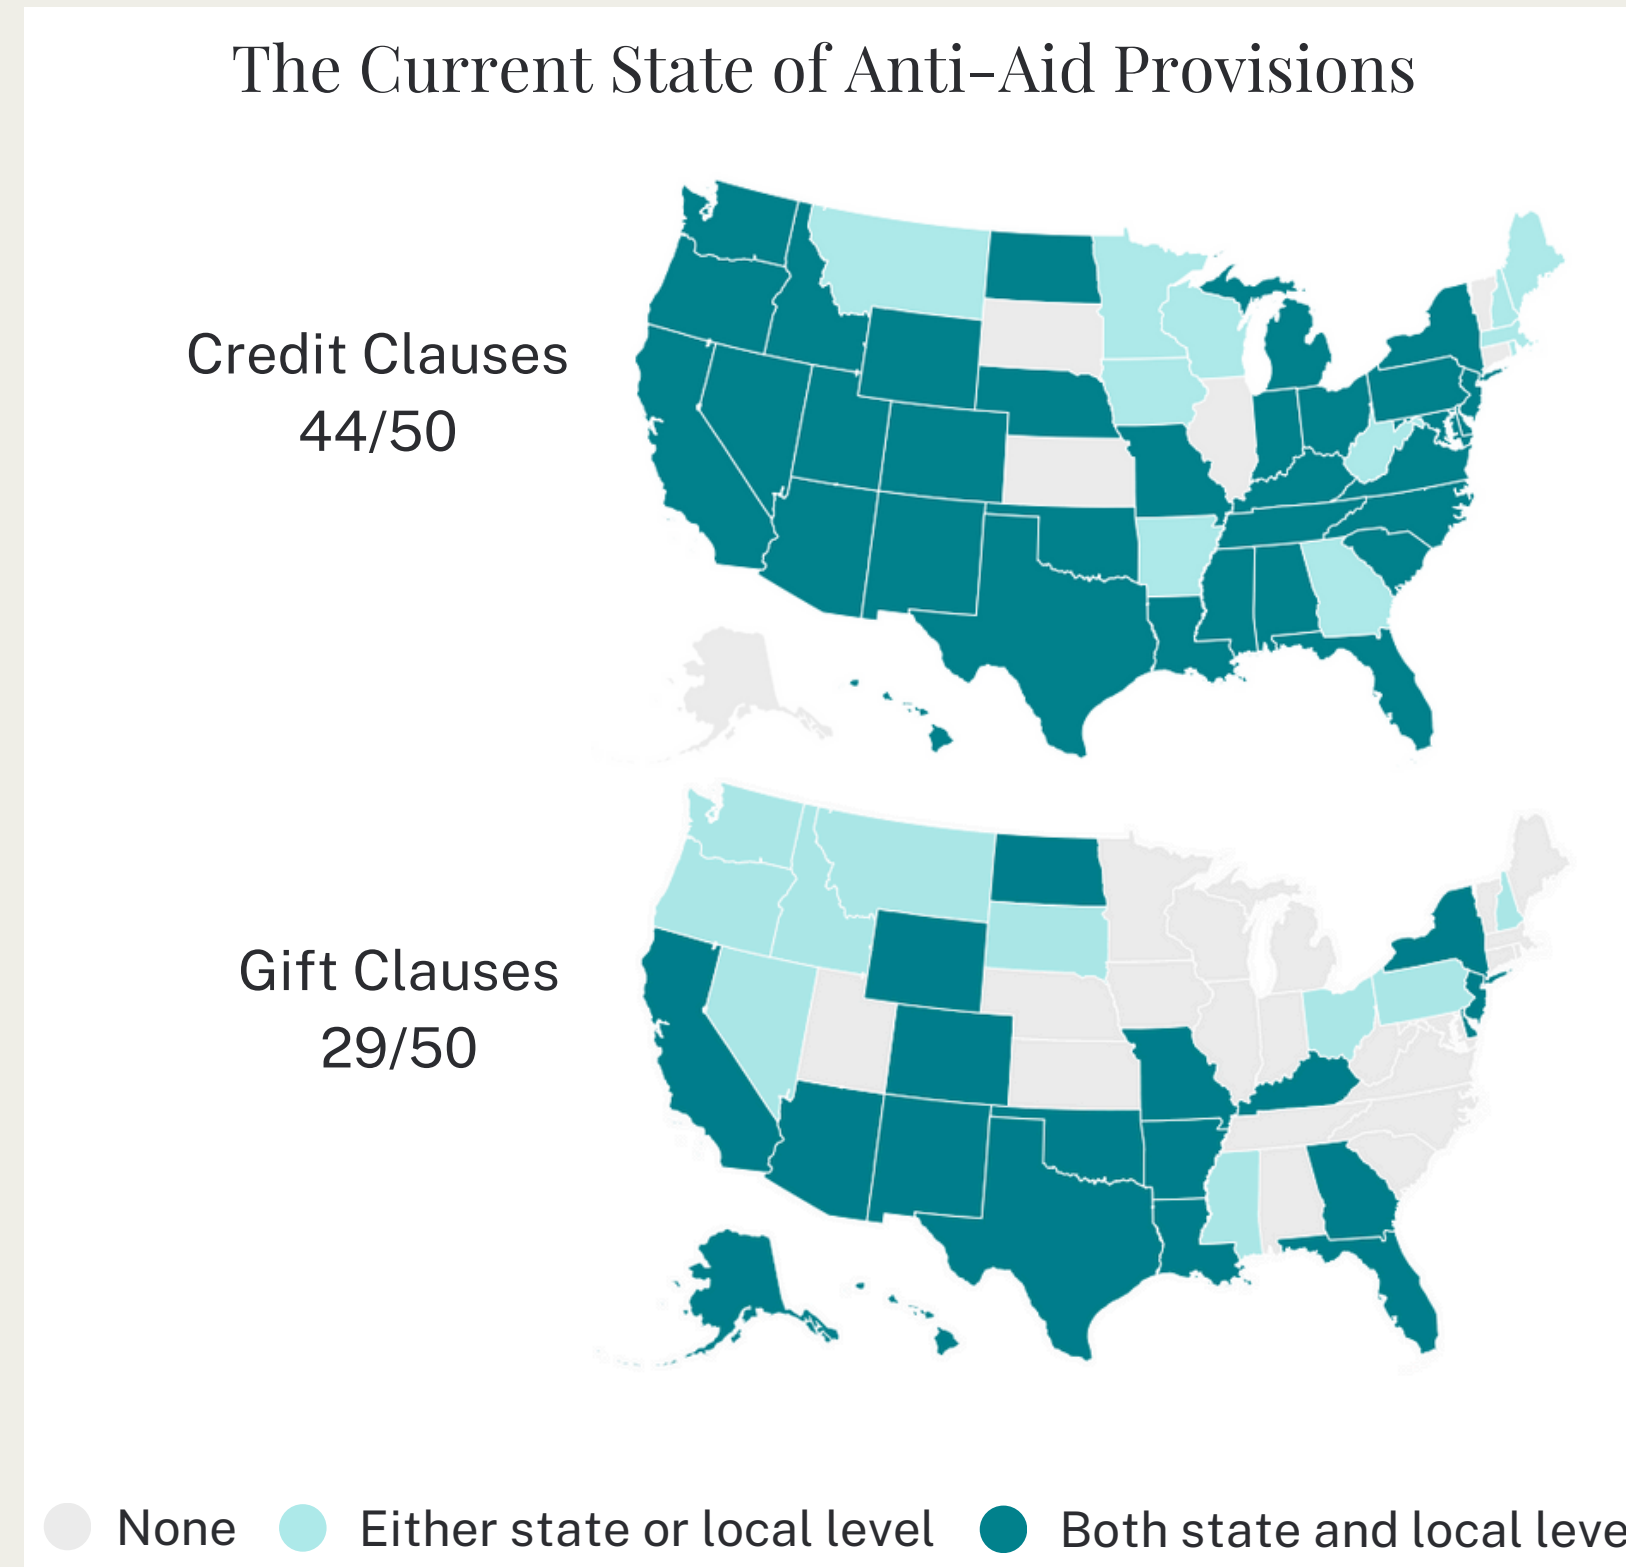 The Current State of Anti-Aid Provisions
Credit Clauses
44/50
Gift Clauses
29/50
None
Either state or local level
Both state and local leve